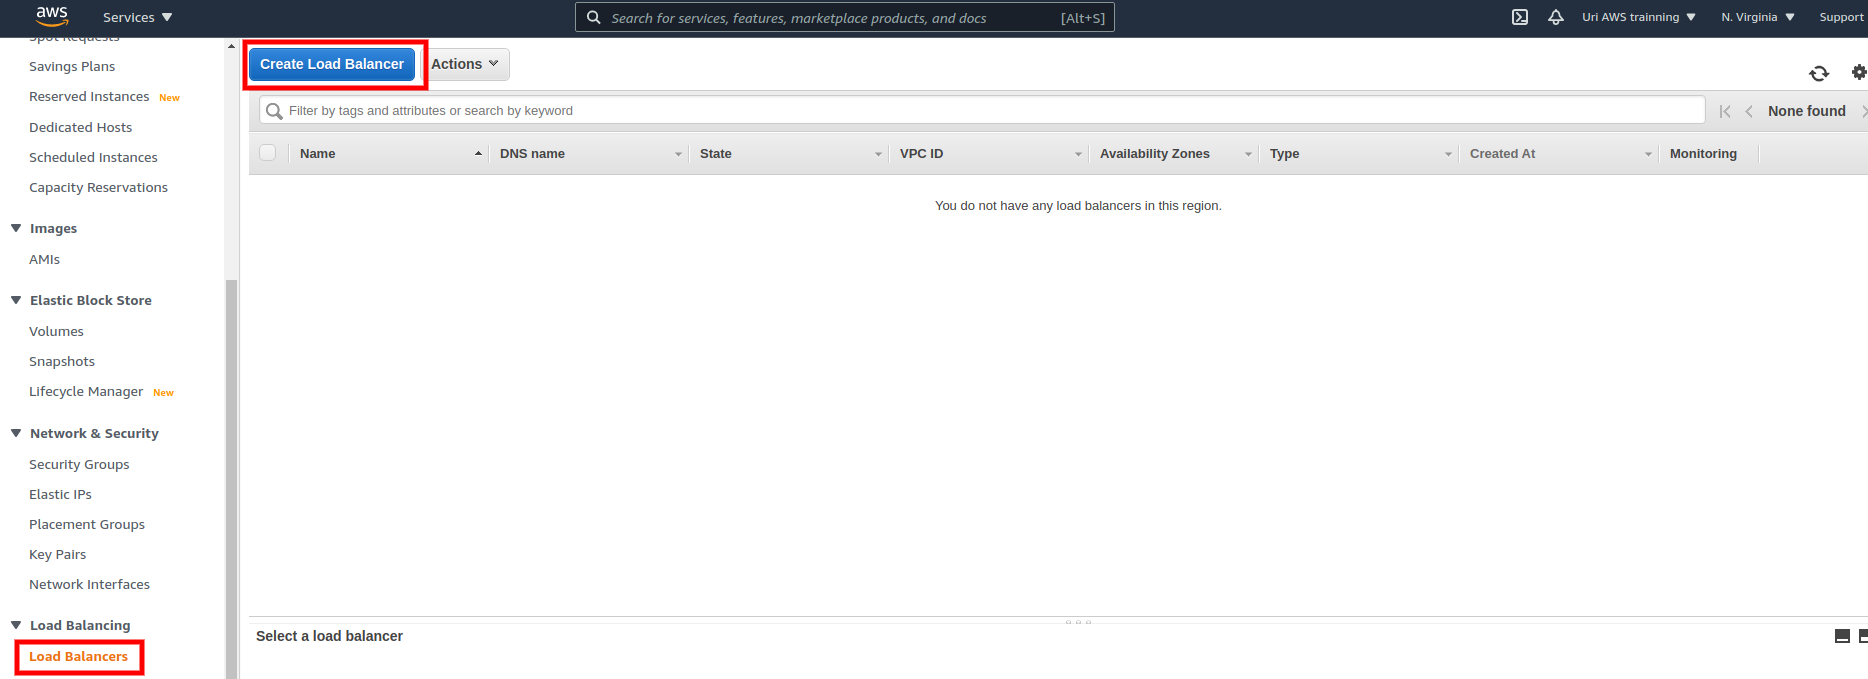 aws
Services
Search for services, features, marketplace products, and docs
[Alt+S]
Uri AWS trainning
N. Virginia
Support
Spot Requests
Savings Plans
Reserved Instances New
Dedicated Hosts
Scheduled Instances
Capacity Reservations
Images
AMIs
Elastic Block Store
Volumes
Snapshots
Lifecycle Manager New
Network & Security
Security Groups
Elastic IPs
Placement Groups
Key Pairs
Network Interfaces
Load Balancing
Load Balancers
Create Load Balancer
Actions
Filter by tags and attributes or search by keyword
None found
Name
DNS name
State
VPC ID
Availability Zones
Type
Created At
Monitoring
You do not have any load balancers in this region.
Select a load balancer